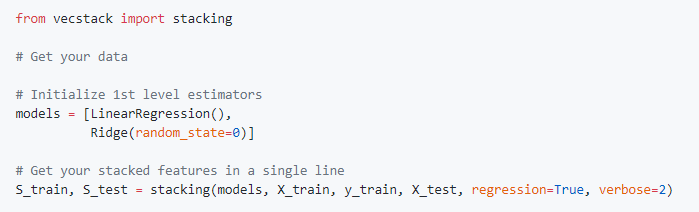 from vecstack import stacking
# Get your data
# Initialize 1st level estimators
models = [LinearRegression(),
Ridge(random_state=0)]
# Get your stacked features in a single line
S_train, S_test = stacking(models, X_train, y_train, X_test, regression=True, verbose=2)